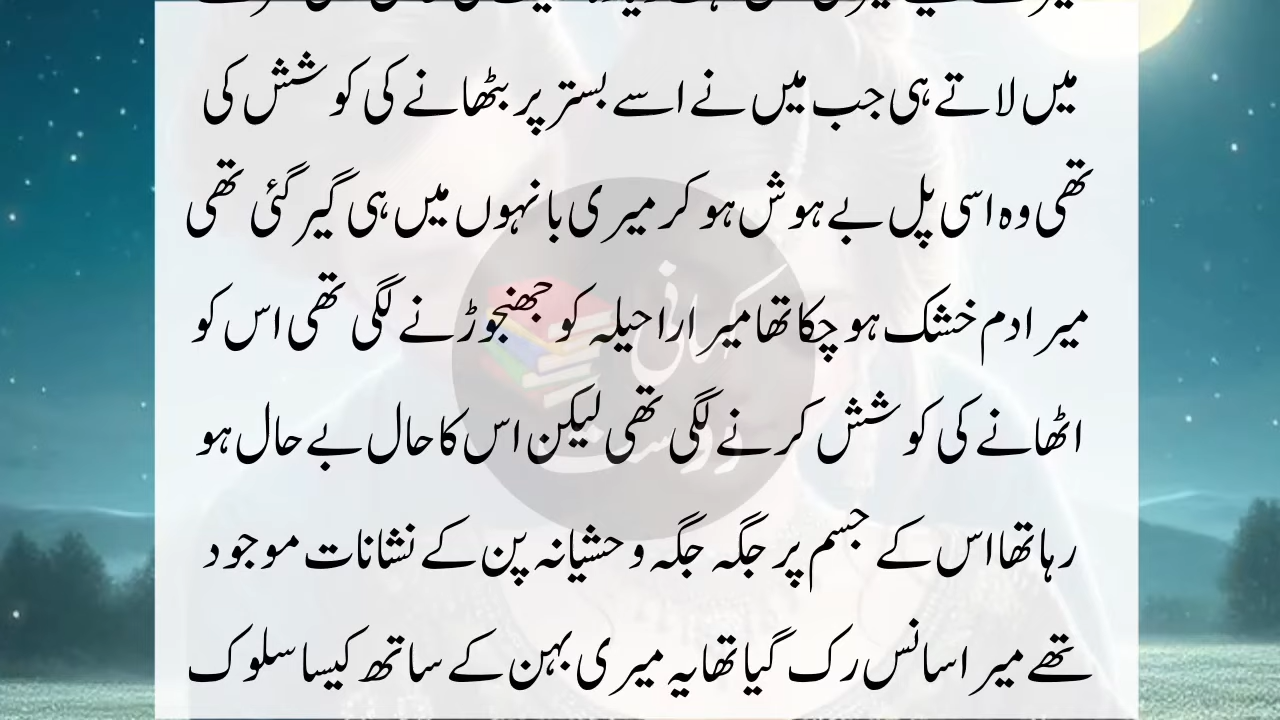 میں لاتے ہی جب میں نے اسے بستر پر بٹھانے کی کوشش کی
تھی وہ اسی پل بے ہوش ہو کر میری بانہوں میں ہی گیر گئی تھی
میرا دم خشک ہو چکا تھا میرا راحیلہ کو جھنجوڑنے لگی تھی اس کو
اٹھانے کی کوشش کرنے لگی تھی لیکن اس کا حال بے حال ہو
رہا تھا اس کے جسم پر جگہ جگہ وحشیانہ پن کے نشانات موجود
تھے میرا سانس رک گیا تھا یہ میری بہن کے ساتھ کیسا سلوک
کہانی
دوست